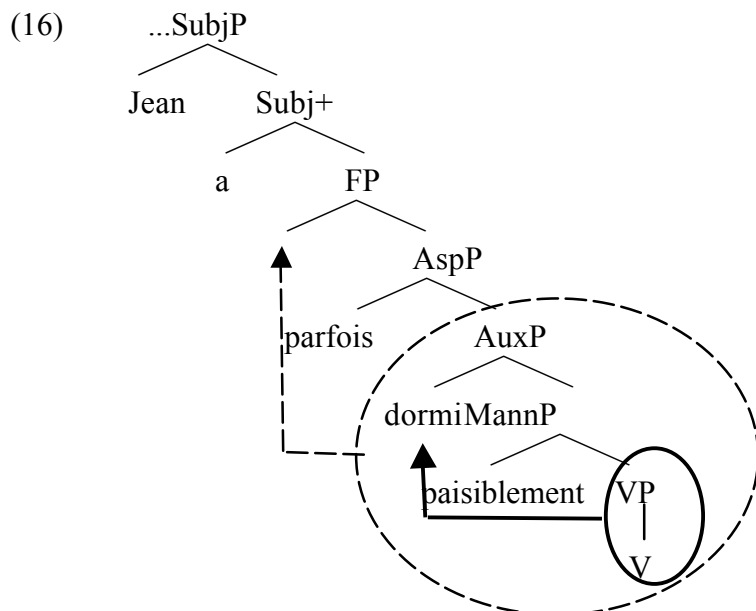 (16) ...SubjP
Jean Subj+
a FP
AspP
parfois AuxP
dormiMannP
paisiblement VP
V